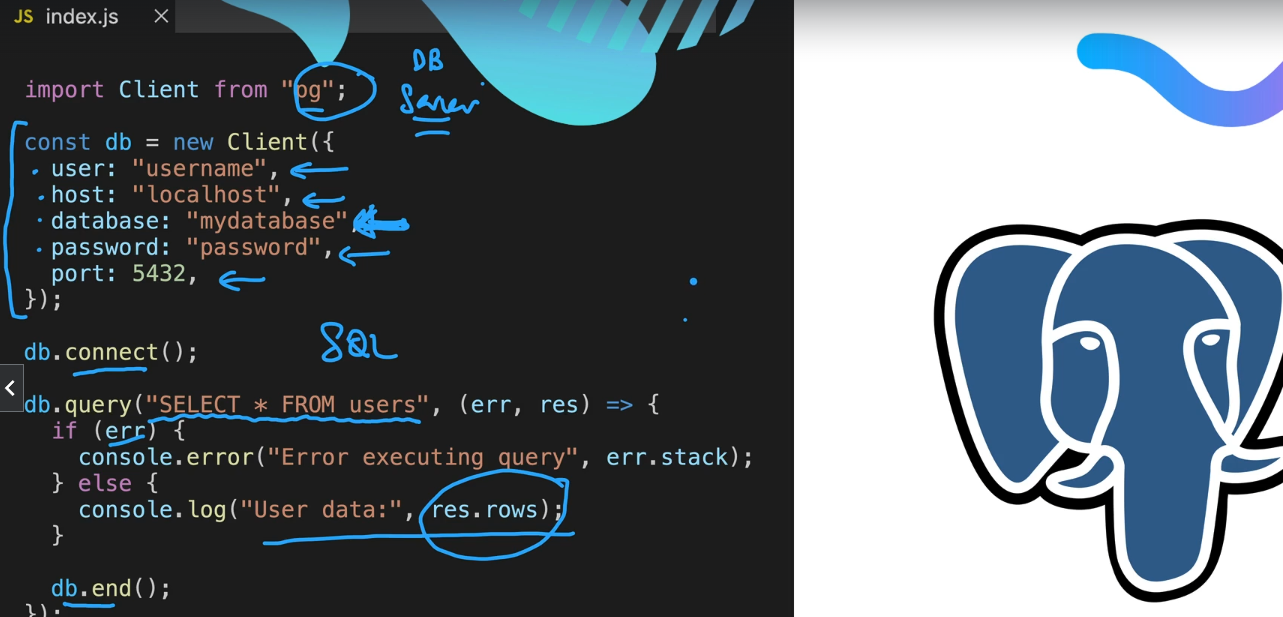 JS index.js ×
import Client from "pg";
DB
Server
const db = new Client({
user: "username",
host: "localhost",
database: "mydatabase",
password: "password",
port: 5432,
});
SQL
db.connect();
db.query("SELECT * FROM users", (err, res) => {
if (err) {
console.error("Error executing query", err.stack);
} else {
console.log("User data:", res.rows);
}
db.end();
});